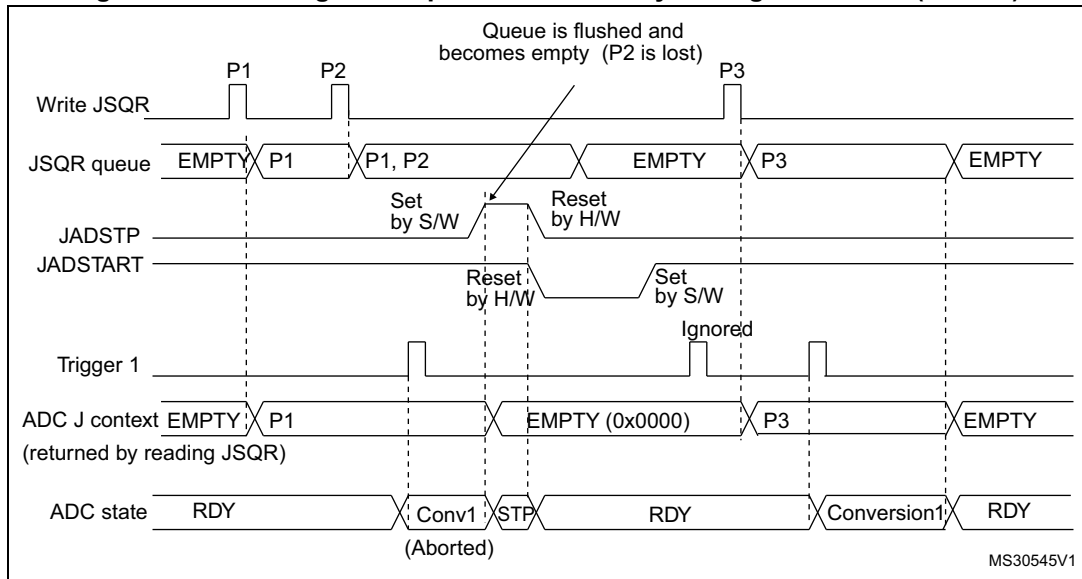 Queue is flushed and
becomes empty (P2 is lost)
P1
P2
P3
Write JSQR
JSQR queue
EMPTY
P1
P1, P2
EMPTY
P3
EMPTY
Set
by S/W
Reset
by H/W
JADSTP
JADSTART
Reset
by H/W
Set
by S/W
Ignored
Trigger 1
ADC J context
(returned by reading JSQR)
EMPTY
P1
EMPTY (0x0000)
P3
EMPTY
ADC state
RDY
Conv1
(Aborted)
STP
RDY
Conversion1
RDY
MS30545V1